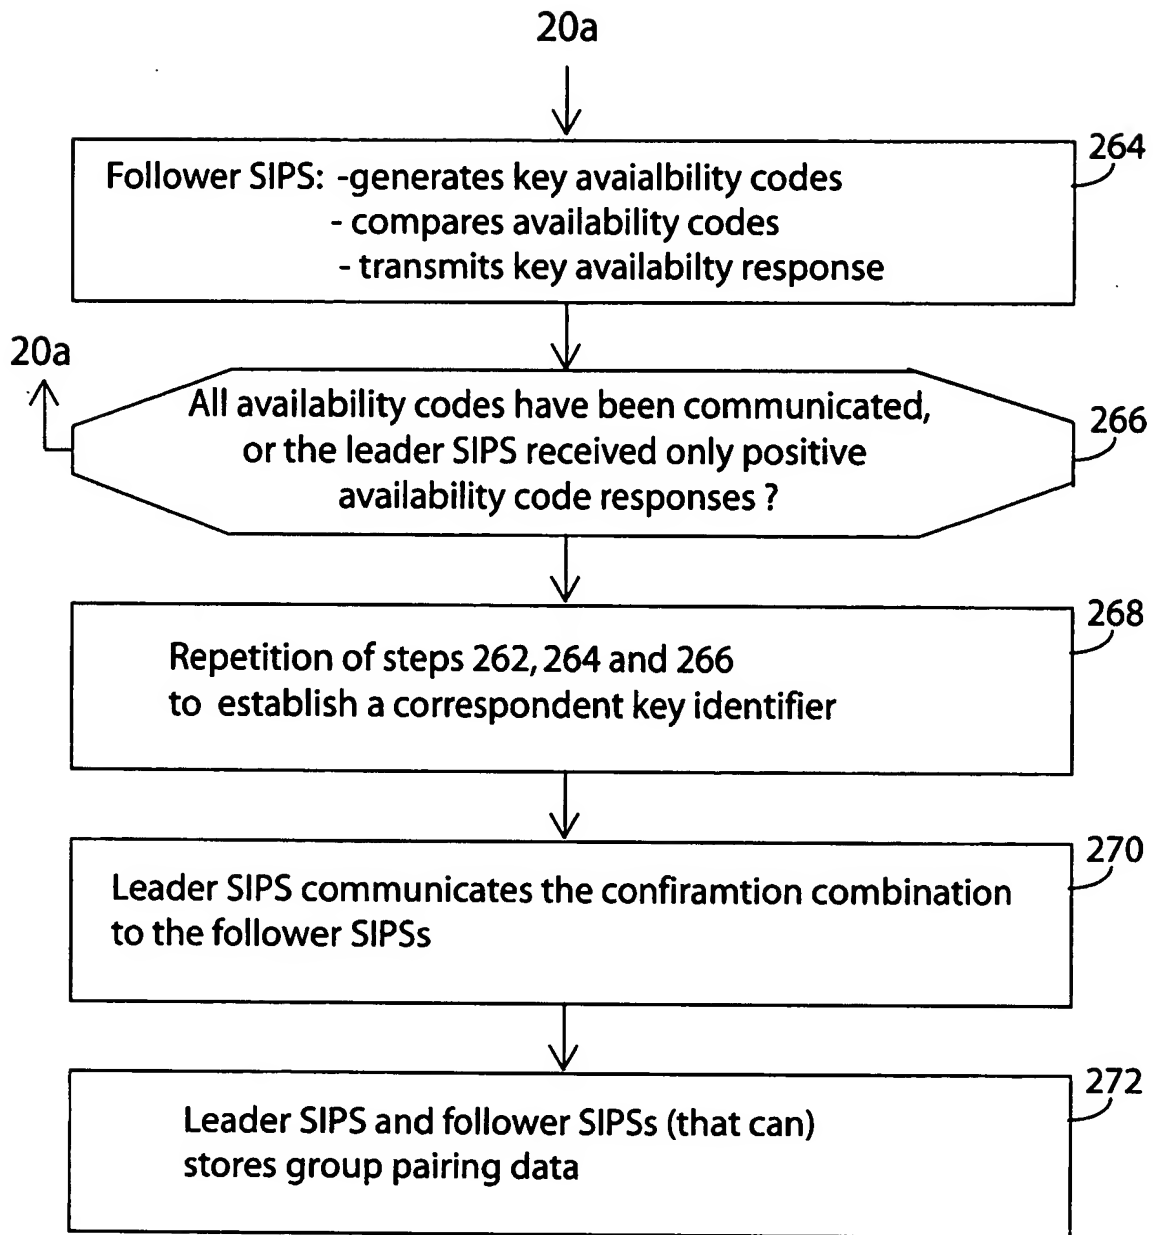 20a
264
Follower SIPS: -generates key avaialbility codes
- compares availability codes
- transmits key availabilty response
20a
All availability codes have been communicated,
or the leader SIPS received only positive
availability code responses ?
266
268
Repetition of steps 262, 264 and 266
to establish a correspondent key identifier
270
Leader SIPS communicates the confiramtion combination
to the follower SIPSs
272
Leader SIPS and follower SIPSs (that can)
stores group pairing data